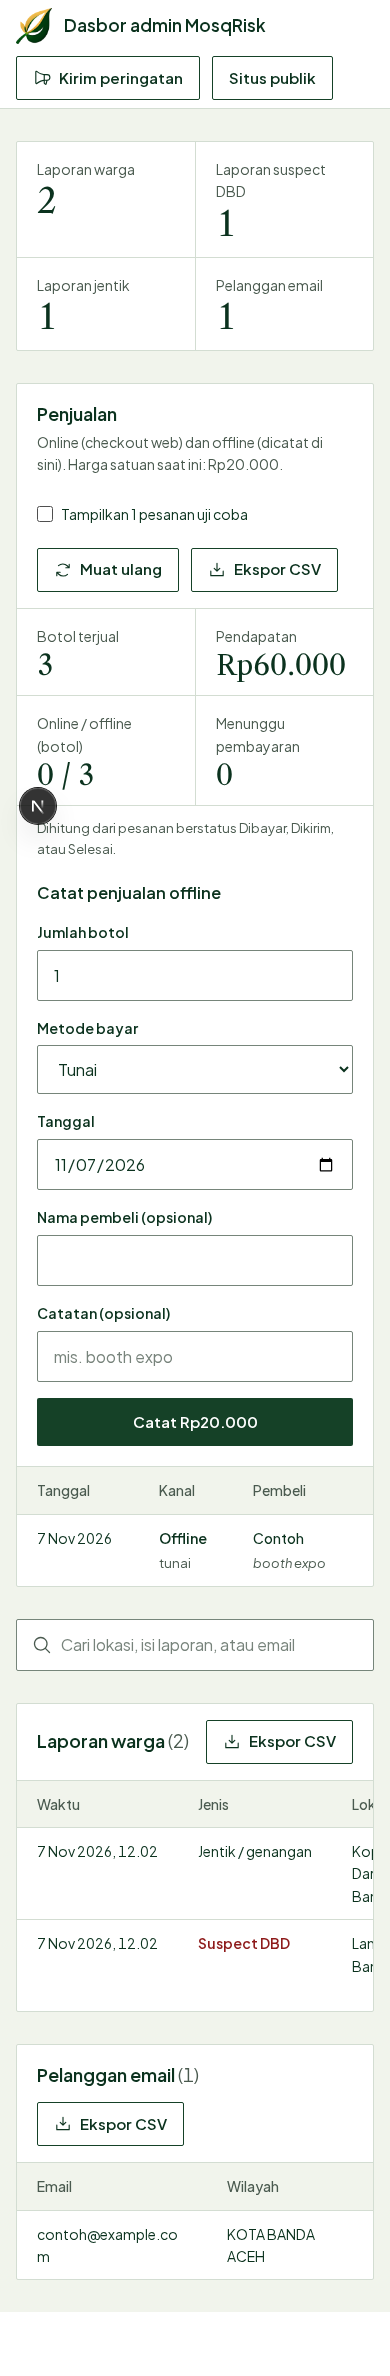 Dasbor admin MosqRisk
Kirim peringatan
Situs publik
Laporan warga
2
Laporan suspect
DBD
1
Laporan jentik
1
Pelanggan email
1
Penjualan
Online (checkout web) dan offline (dicatat di
sini). Harga satuan saat ini: Rp20.000.
Tampilkan 1 pesanan uji coba
Muat ulang
Ekspor CSV
Botol terjual
3
Pendapatan
Rp60.000
Online / offline
(botol)
0 / 3
Menunggu
pembayaran
0
N
Dihitung dari pesanan berstatus Dibayar, Dikirim,
atau Selesai.
Catat penjualan offline
Jumlah botol
1
Metode bayar
Tunai
Tanggal
11/07/2026
Nama pembeli (opsional)
Catatan (opsional)
mis. booth expo
Catat Rp20.000
Tanggal Kanal Pembeli
7 Nov 2026 Offline Contoh
tunai booth expo
Cari lokasi, isi laporan, atau email
Laporan warga (2)
Ekspor CSV
Waktu Jenis
7 Nov 2026, 12.02 Jentik / genangan
7 Nov 2026, 12.02 Suspect DBD
Pelanggan email (1)
Ekspor CSV
Email Wilayah
contoh@example.co KOTA BANDA
m ACEH